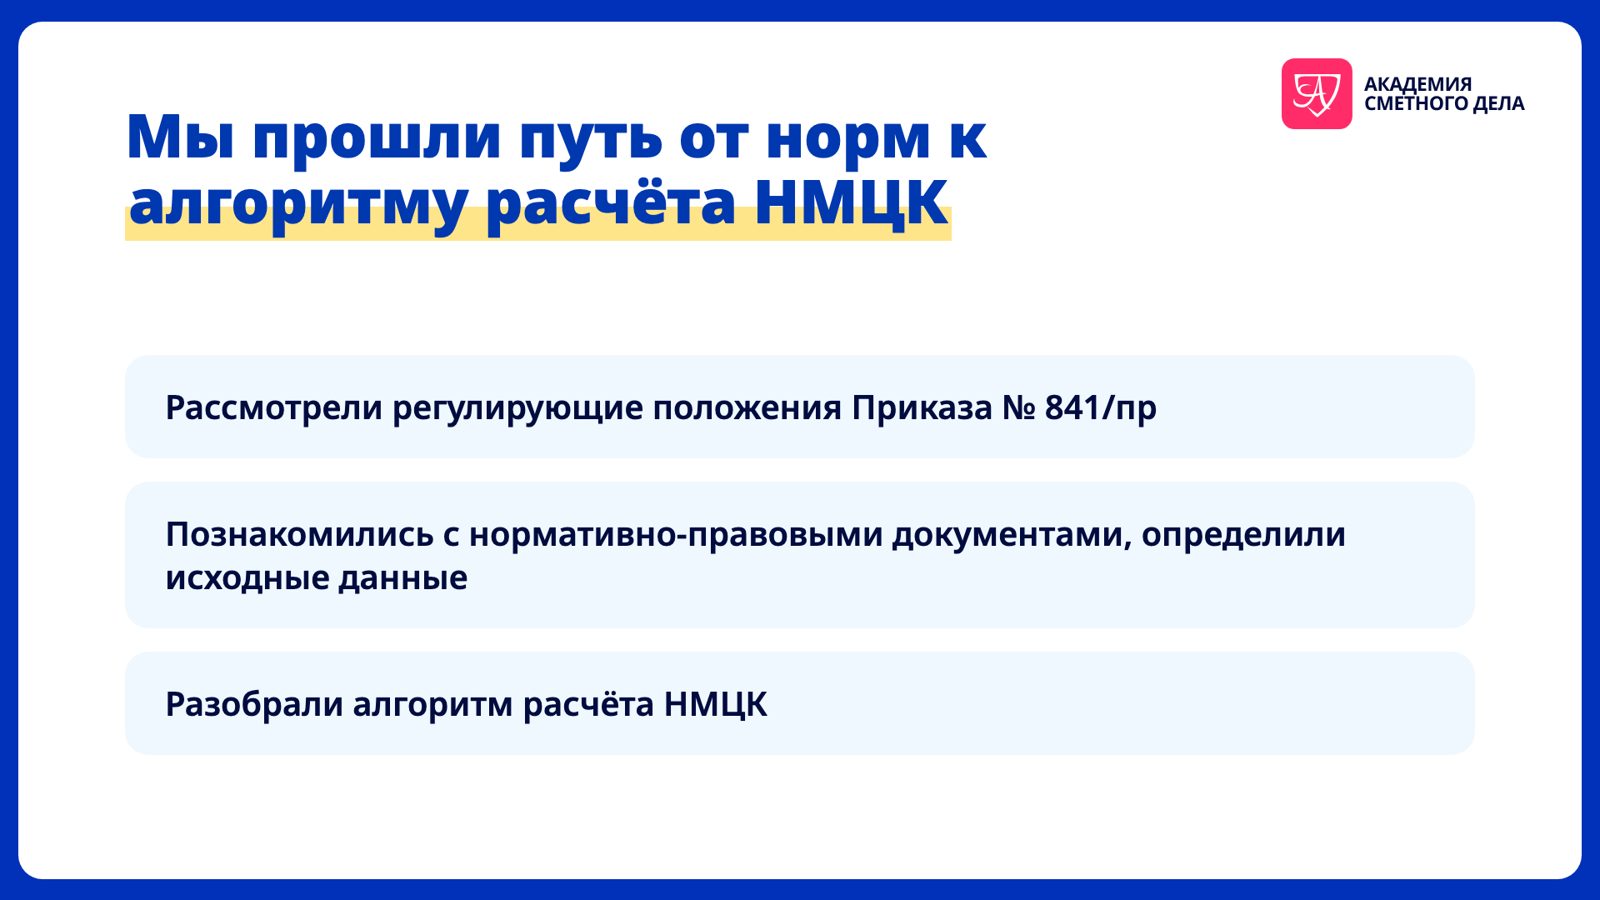 АКАДЕМИЯ
СМЕТНОГО ДЕЛА
Мы прошли путь от норм к
алгоритму расчёта НМЦК
Рассмотрели регулирующие положения Приказа № 841/пр
Познакомились с нормативно-правовыми документами, определили
исходные данные
Разобрали алгоритм расчёта НМЦК